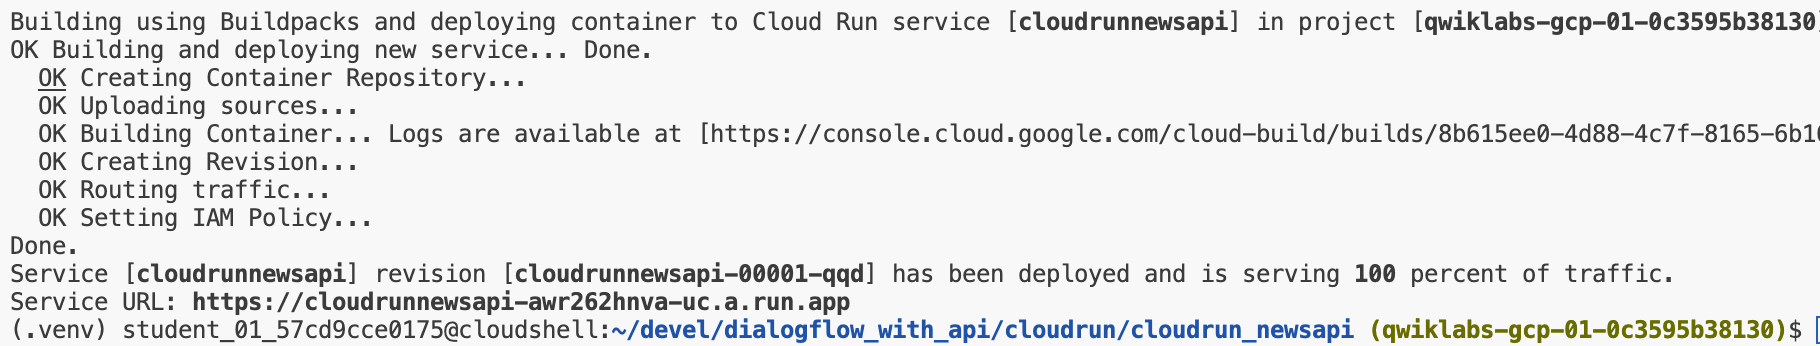 Building using Buildpacks and deploying container to Cloud Run service [cloudrunnewsapi] in project [qwiklabs-gcp-01-0c3595b38130]
OK Building and deploying new service... Done.
  OK Creating Container Repository...
  OK Uploading sources...
  OK Building Container... Logs are available at [https://console.cloud.google.com/cloud-build/builds/8b615ee0-4d88-4c7f-8165-6b10
  OK Creating Revision...
  OK Routing traffic...
  OK Setting IAM Policy...
Done.
Service [cloudrunnewsapi] revision [cloudrunnewsapi-00001-qqd] has been deployed and is serving 100 percent of traffic.
Service URL: https://cloudrunnewsapi-awr262hnva-uc.a.run.app
(.venv) student_01_57cd9cce0175@cloudshell:~/devel/dialogflow_with_api/cloudrun/cloudrun_newsapi (qwiklabs-gcp-01-0c3595b38130)$